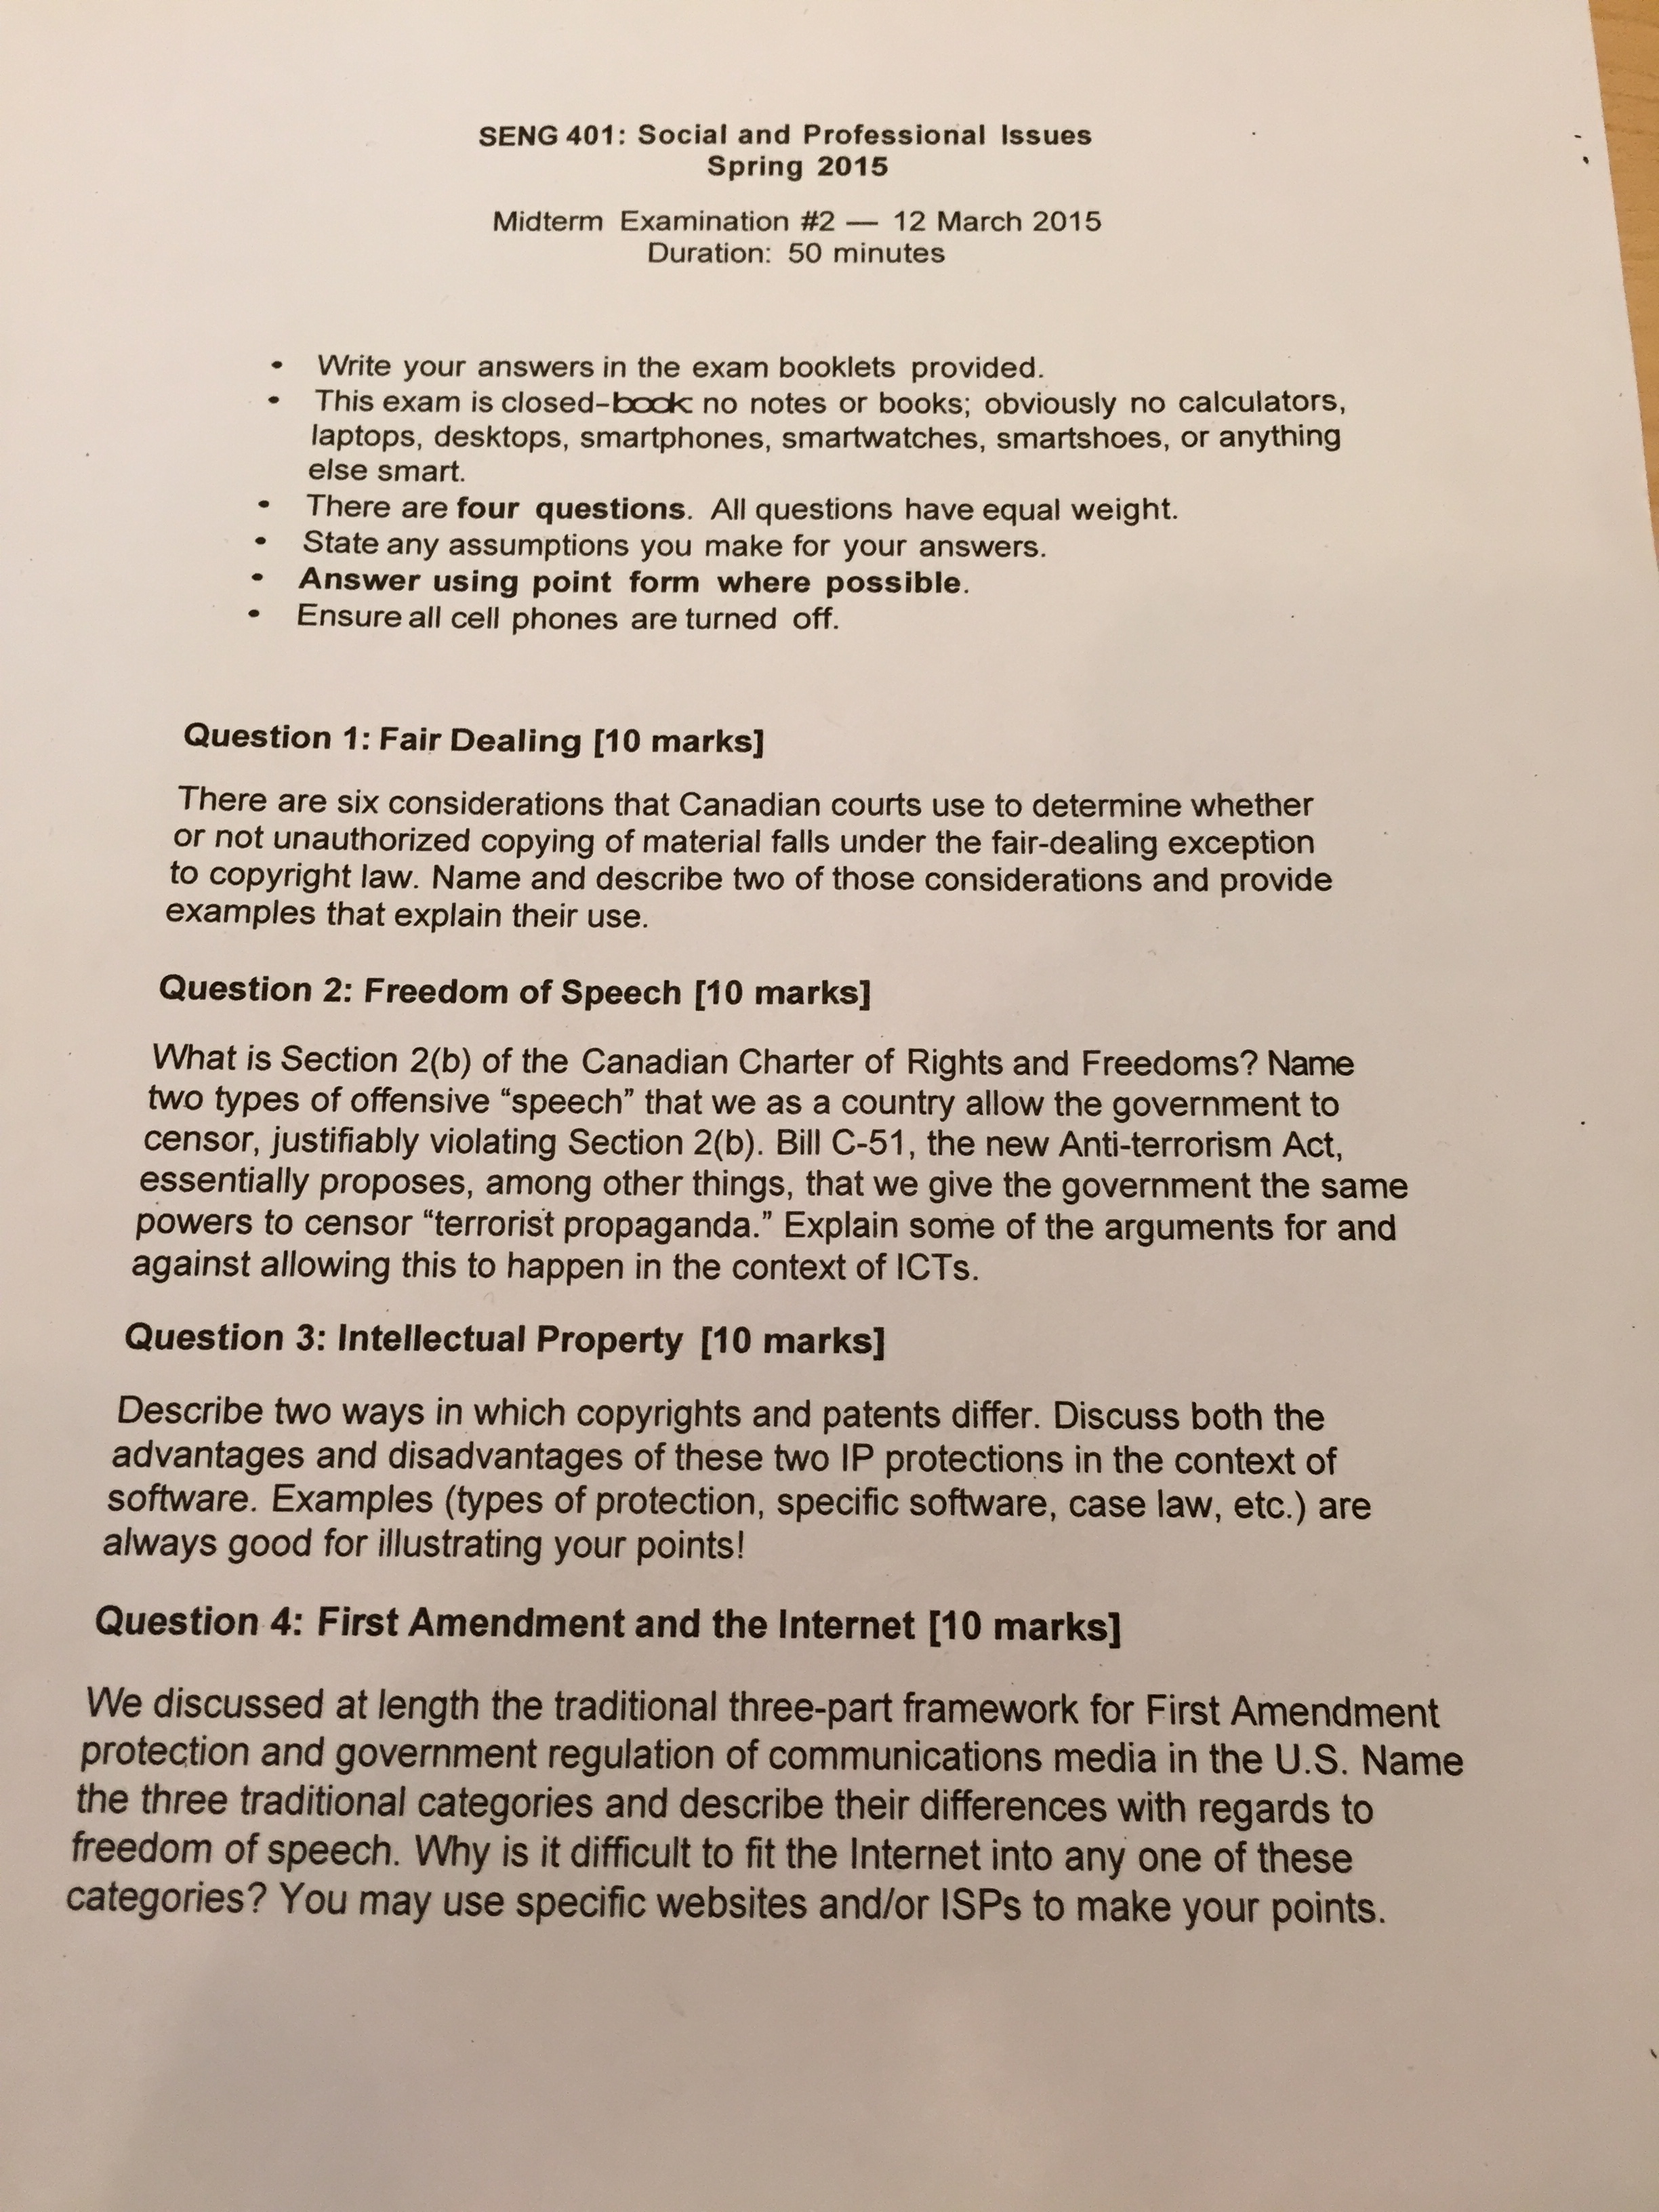 SENG 401: Social and Professional Issues
Spring 2015
Midterm Examination #2 — 12 March 2015
Duration: 50 minutes
• Write your answers in the exam booklets provided.
• This exam is closed-book: no notes or books; obviously no calculators,
laptops, desktops, smartphones, smartwatches, smartshoes, or anything
else smart.
• There are four questions. All questions have equal weight.
• State any assumptions you make for your answers.
• Answer using point form where possible.
• Ensure all cell phones are turned off.
Question 1: Fair Dealing [10 marks]
There are six considerations that Canadian courts use to determine whether
or not unauthorized copying of material falls under the fair-dealing exception
to copyright law. Name and describe two of those considerations and provide
examples that explain their use.
Question 2: Freedom of Speech [10 marks]
What is Section 2(b) of the Canadian Charter of Rights and Freedoms? Name
two types of offensive “speech” that we as a country allow the government to
censor, justifiably violating Section 2(b). Bill C-51, the new Anti-terrorism Act,
essentially proposes, among other things, that we give the government the same
powers to censor “terrorist propaganda.” Explain some of the arguments for and
against allowing this to happen in the context of ICTs.
Question 3: Intellectual Property [10 marks]
Describe two ways in which copyrights and patents differ. Discuss both the
advantages and disadvantages of these two IP protections in the context of
software. Examples (types of protection, specific software, case law, etc.) are
always good for illustrating your points!
Question 4: First Amendment and the Internet [10 marks]
We discussed at length the traditional three-part framework for First Amendment
protection and government regulation of communications media in the U.S. Name
the three traditional categories and describe their differences with regards to
freedom of speech. Why is it difficult to fit the Internet into any one of these
categories? You may use specific websites and/or ISPs to make your points.